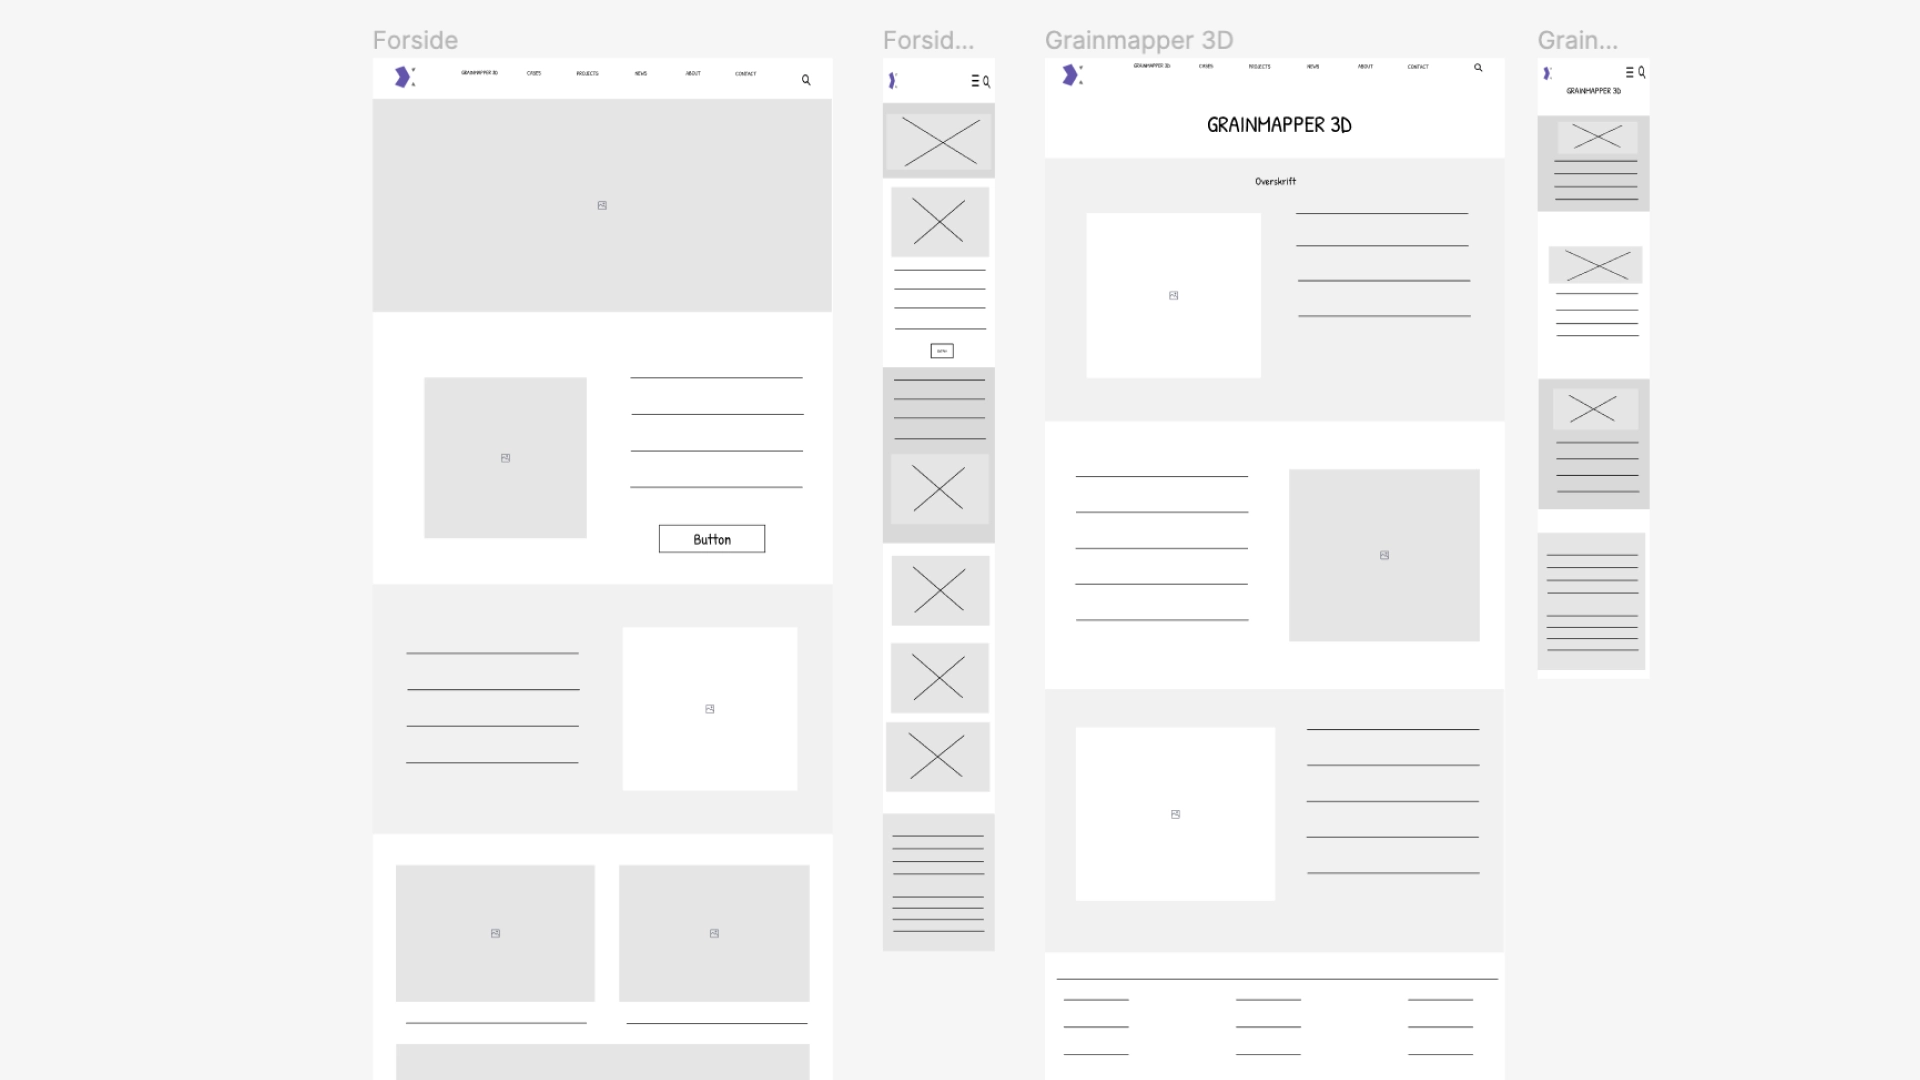 Forside
GRAINMAPPER 3D CASES PROJECTS NEWS ABOUT CONTACT
Button
Forsid...
Grainmapper 3D
GRAINMAPPER 3D CASES PROJECTS NEWS ABOUT CONTACT
GRAINMAPPER 3D
Overskrift
Grain...
GRAINMAPPER 3D